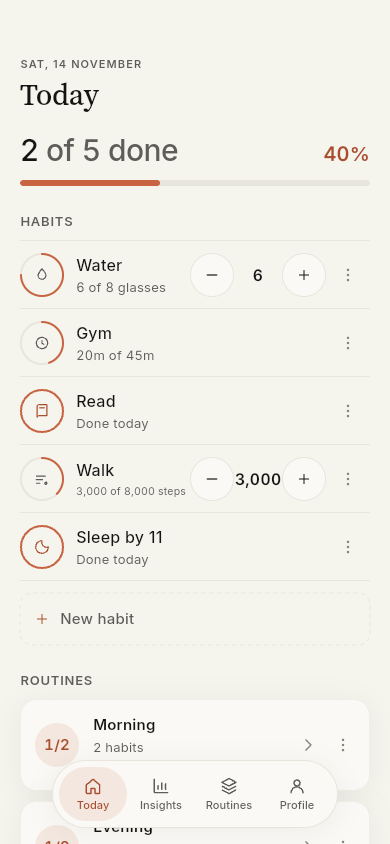 SAT, 14 NOVEMBER
Today
2 of 5 done
40%
HABITS
Water
6 of 8 glasses
6
Gym
20m of 45m
Read
Done today
Walk
3,000 of 8,000 steps
3,000
Sleep by 11
Done today
New habit
ROUTINES
1/2
Morning
2 habits
Evening
Today
Insights
Routines
Profile